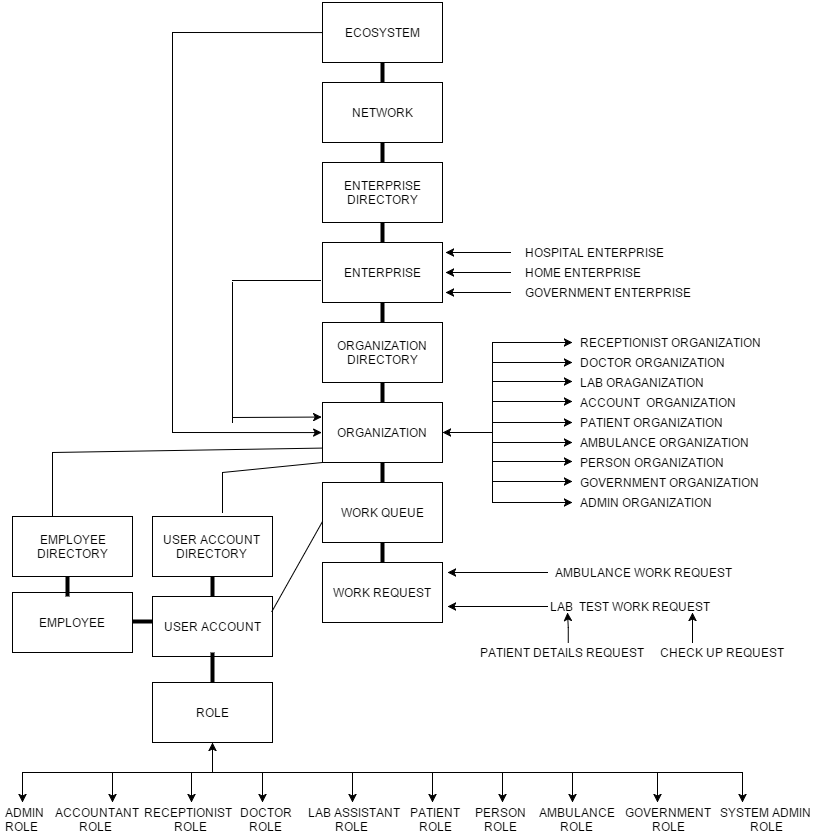 ECOSYSTEM
NETWORK
ENTERPRISE
DIRECTORY
ENTERPRISE
HOSPITAL ENTERPRISE
HOME ENTERPRISE
GOVERNMENT ENTERPRISE
ORGANIZATION
DIRECTORY
ORGANIZATION
RECEPTIONIST ORGANIZATION
DOCTOR ORGANIZATION
LAB ORAGANIZATION
ACCOUNT ORGANIZATION
PATIENT ORGANIZATION
AMBULANCE ORGANIZATION
PERSON ORGANIZATION
GOVERNMENT ORGANIZATION
ADMIN ORGANIZATION
WORK QUEUE
EMPLOYEE
DIRECTORY
USER ACCOUNT
DIRECTORY
WORK REQUEST
AMBULANCE WORK REQUEST
LAB TEST WORK REQUEST
PATIENT DETAILS REQUEST
CHECK UP REQUEST
EMPLOYEE
USER ACCOUNT
ROLE
ADMIN
ROLE
ACCOUNTANT
ROLE
RECEPTIONIST
ROLE
DOCTOR
ROLE
LAB ASSISTANT
ROLE
PATIENT
ROLE
PERSON
ROLE
AMBULANCE
ROLE
GOVERNMENT
ROLE
SYSTEM ADMIN
ROLE